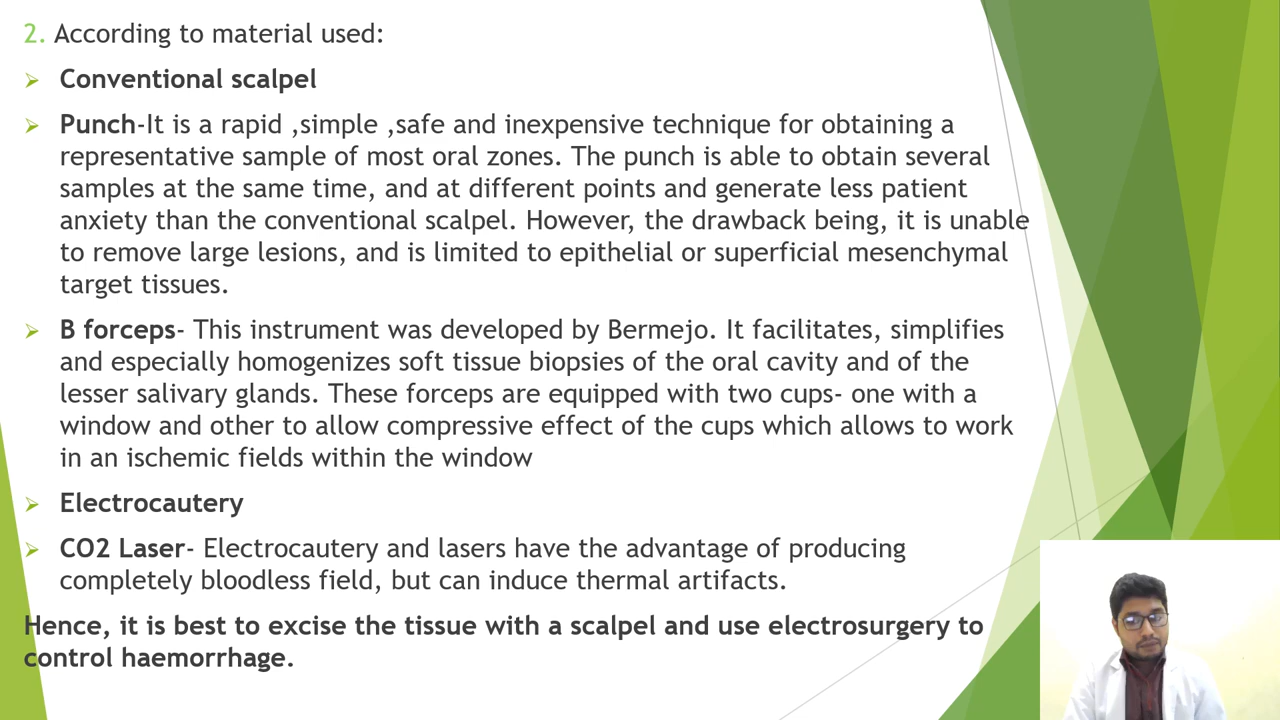 2. According to material used:
Conventional scalpel
Punch-It is a rapid ,simple ,safe and inexpensive technique for obtaining a
representative sample of most oral zones. The punch is able to obtain several
samples at the same time, and at different points and generate less patient
anxiety than the conventional scalpel. However, the drawback being, it is unable
to remove large lesions, and is limited to epithelial or superficial mesenchymal
target tissues.
B forceps- This instrument was developed by Bermejo. It facilitates, simplifies
and especially homogenizes soft tissue biopsies of the oral cavity and of the
lesser salivary glands. These forceps are equipped with two cups- one with a
window and other to allow compressive effect of the cups which allows to work
in an ischemic fields within the window
Electrocautery
CO2 Laser- Electrocautery and lasers have the advantage of producing
completely bloodless field, but can induce thermal artifacts.
Hence, it is best to excise the tissue with a scalpel and use electrosurgery to
control haemorrhage.